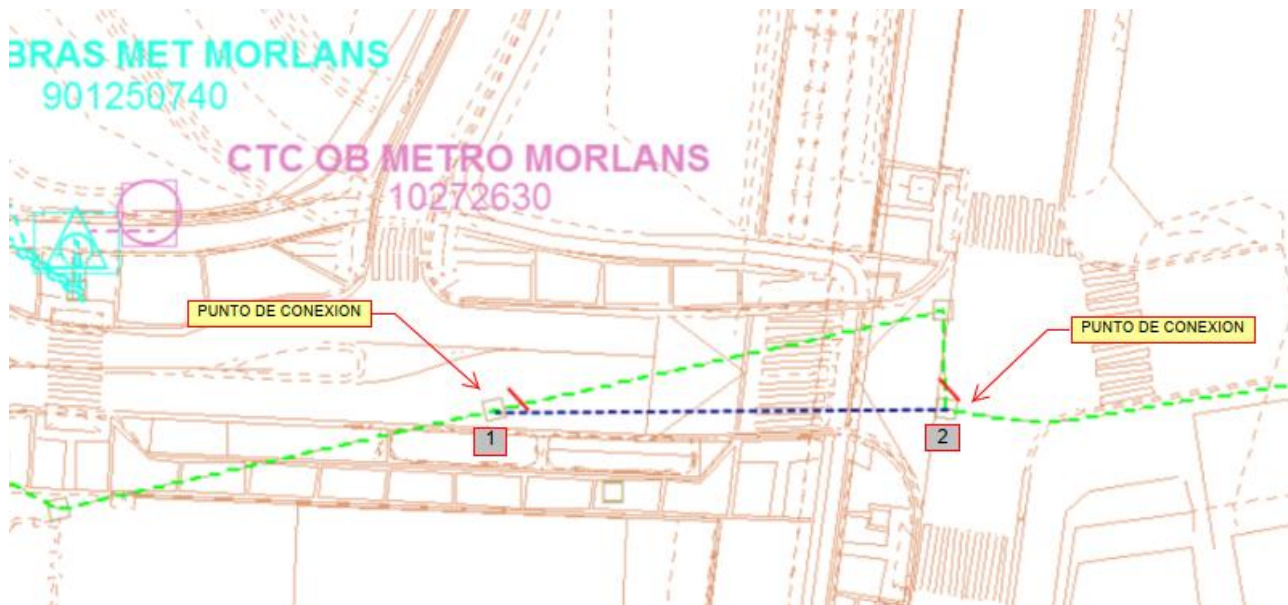 BRAS MET MORLANS
901250740
CTC OB METRO MORLANS
10272630
PUNTO DE CONEXION
PUNTO DE CONEXION
1
2